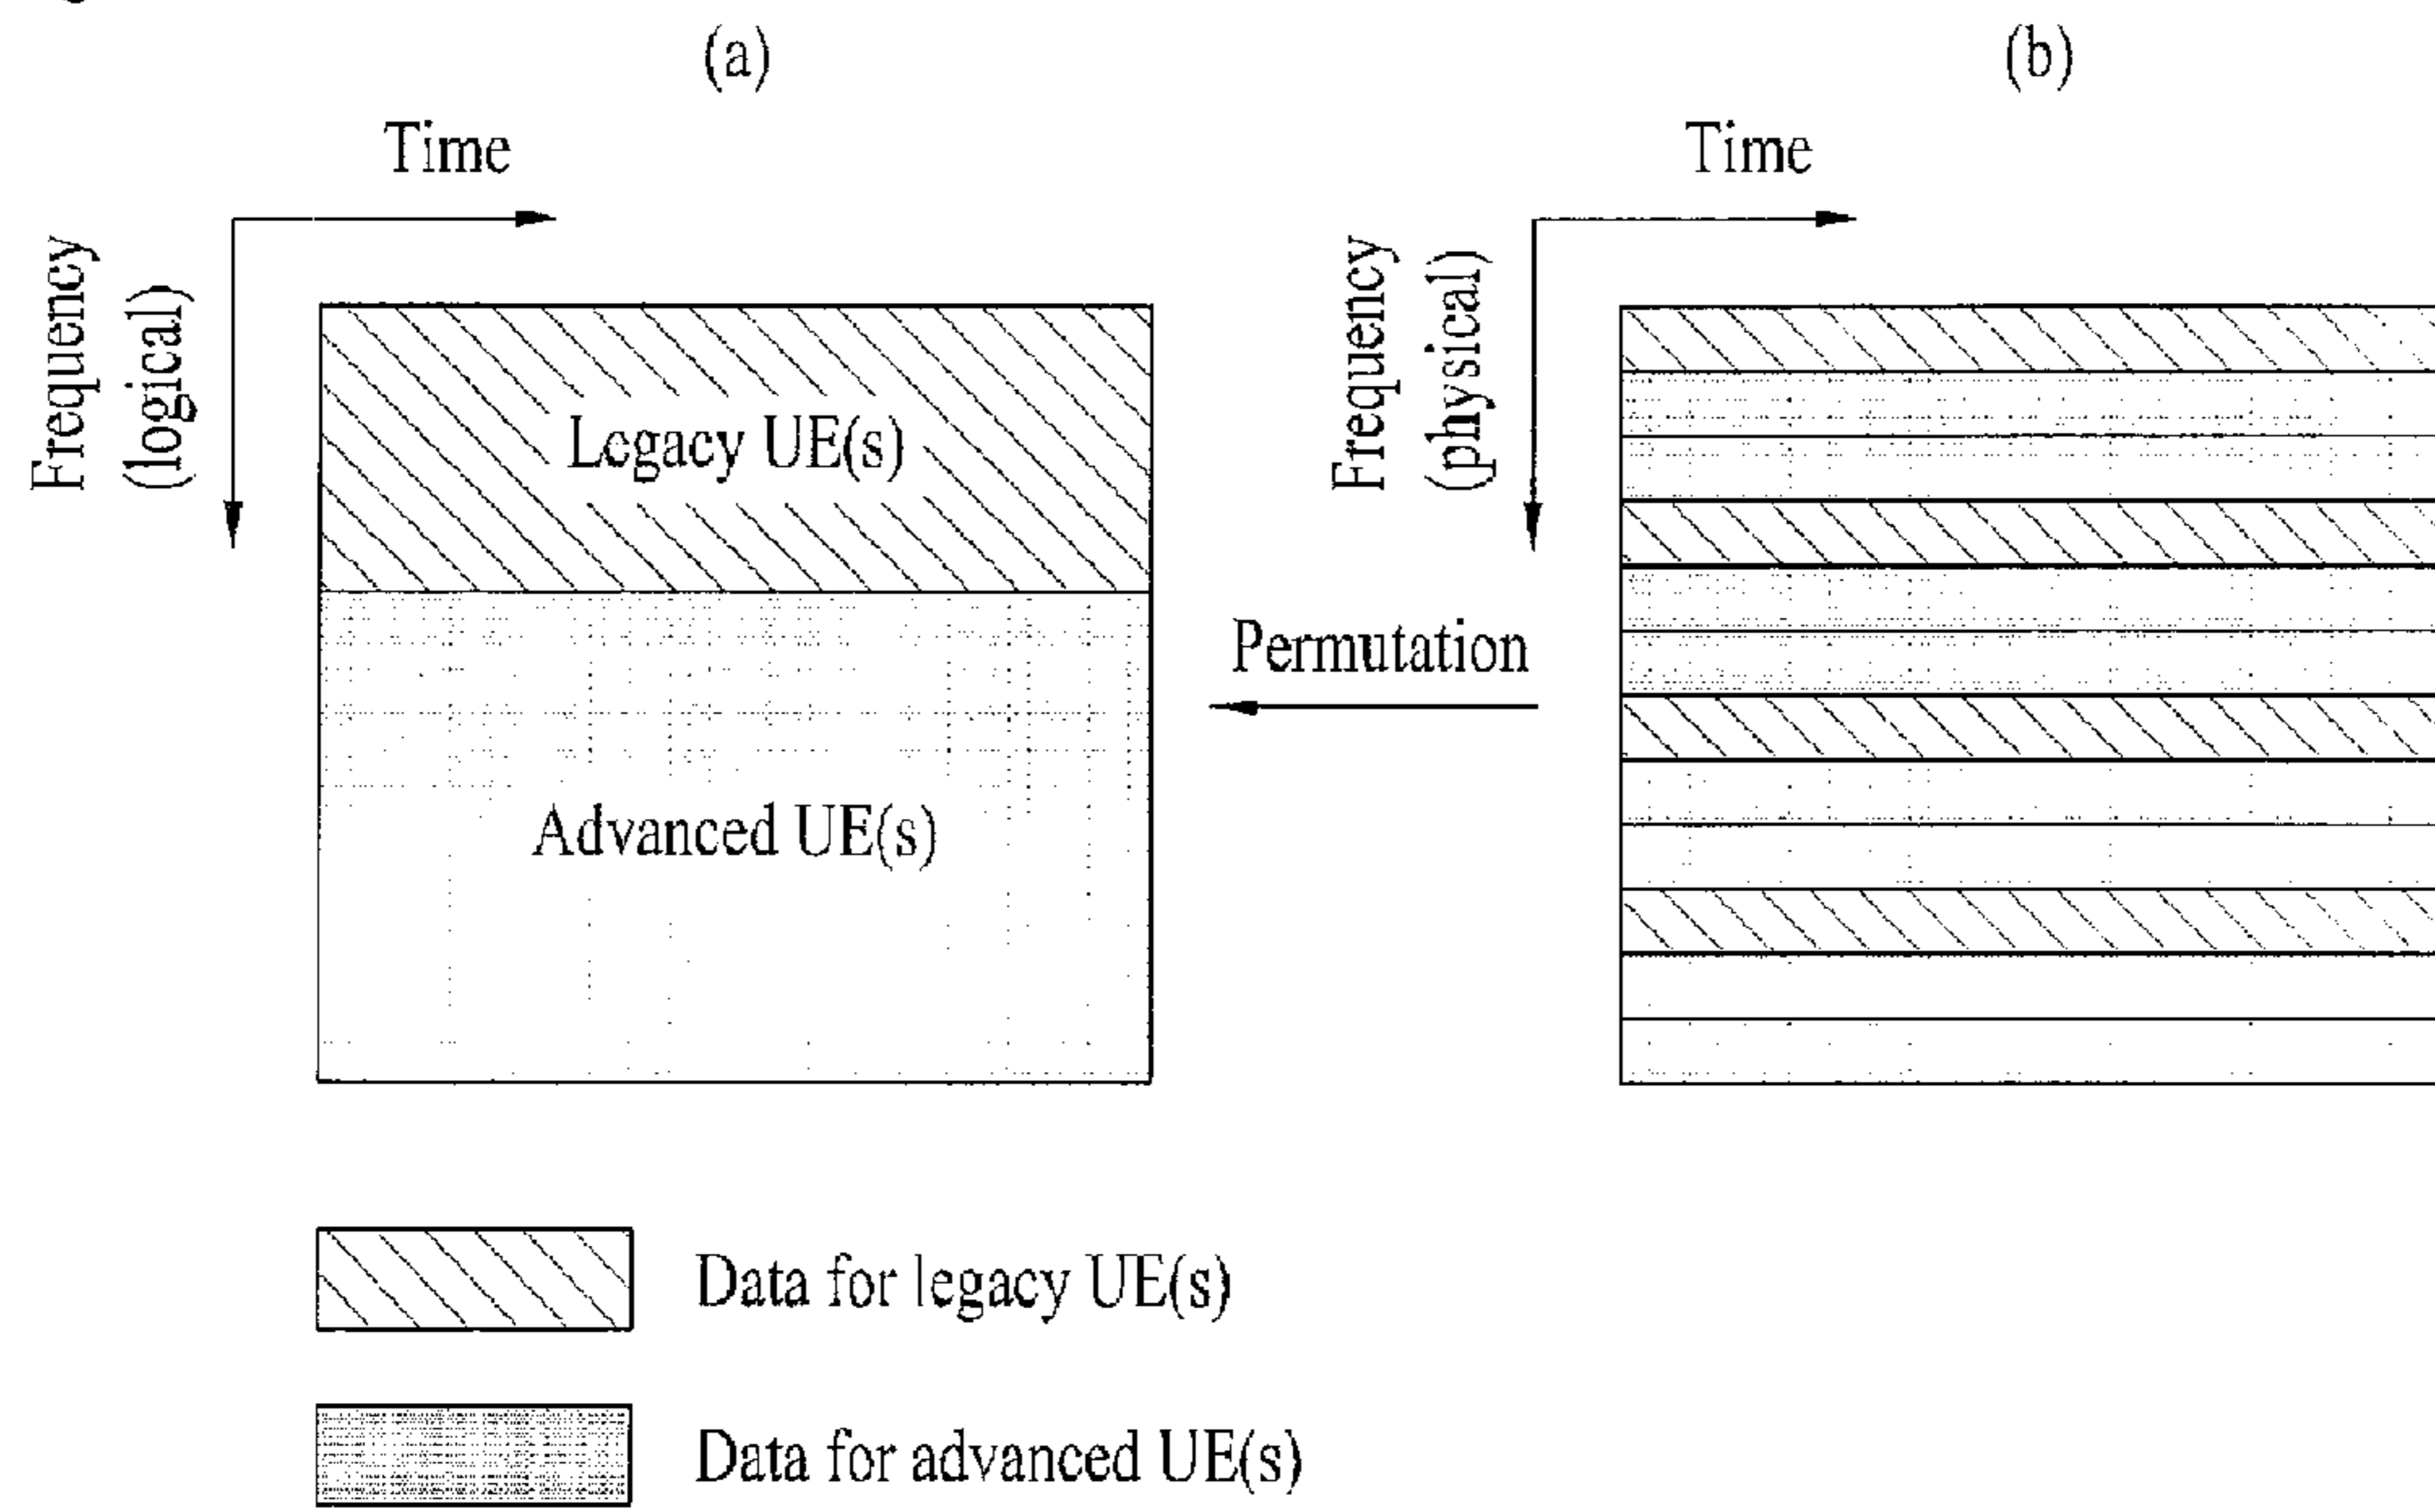 (a)
(b)
Time
Time
Frequency
(logical)
Frequency
(physical)
Legacy UE(s)
Permutation
Advanced UE(s)
Data for legacy UE(s)
Data for advanced UE(s)